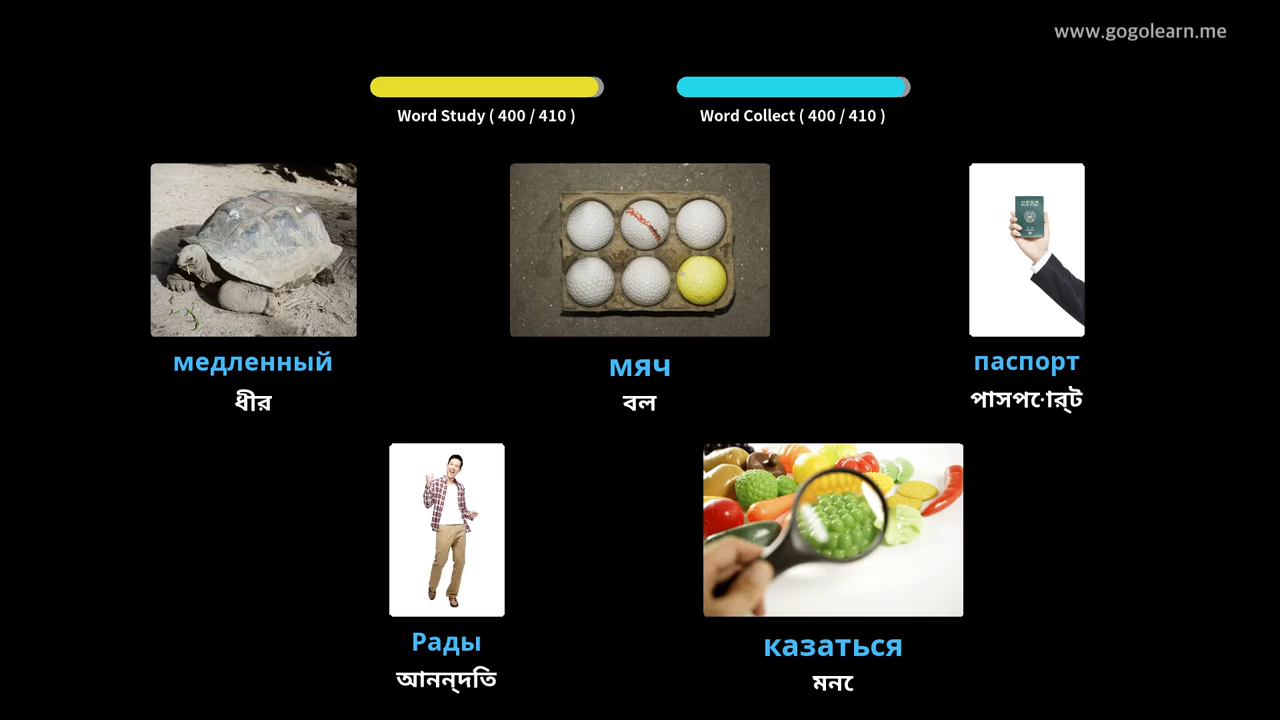 www.gogolearn.me
Word Study ( 400 / 410 )
Word Collect ( 400 / 410 )
медленный
ধীর
мяч
বল
паспорт
পাসপোর্ট
Рады
আনন্দিত
казаться
মনে